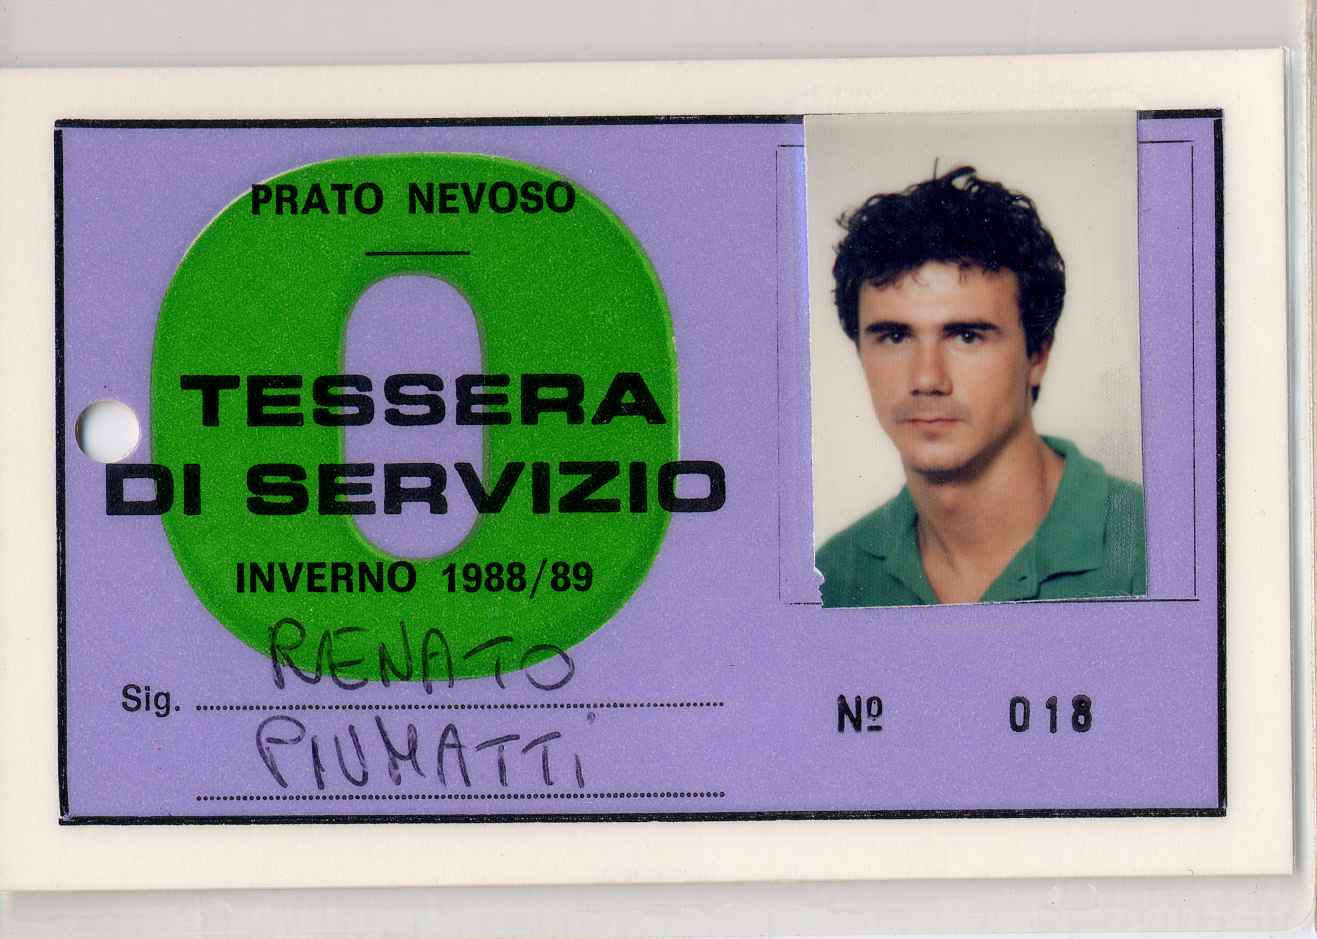 PRATO NEVOSO
TESSERA
DI SERVIZIO
INVERNO 1988/89
Sig. RENATO
PIUMATTI
Nº 018